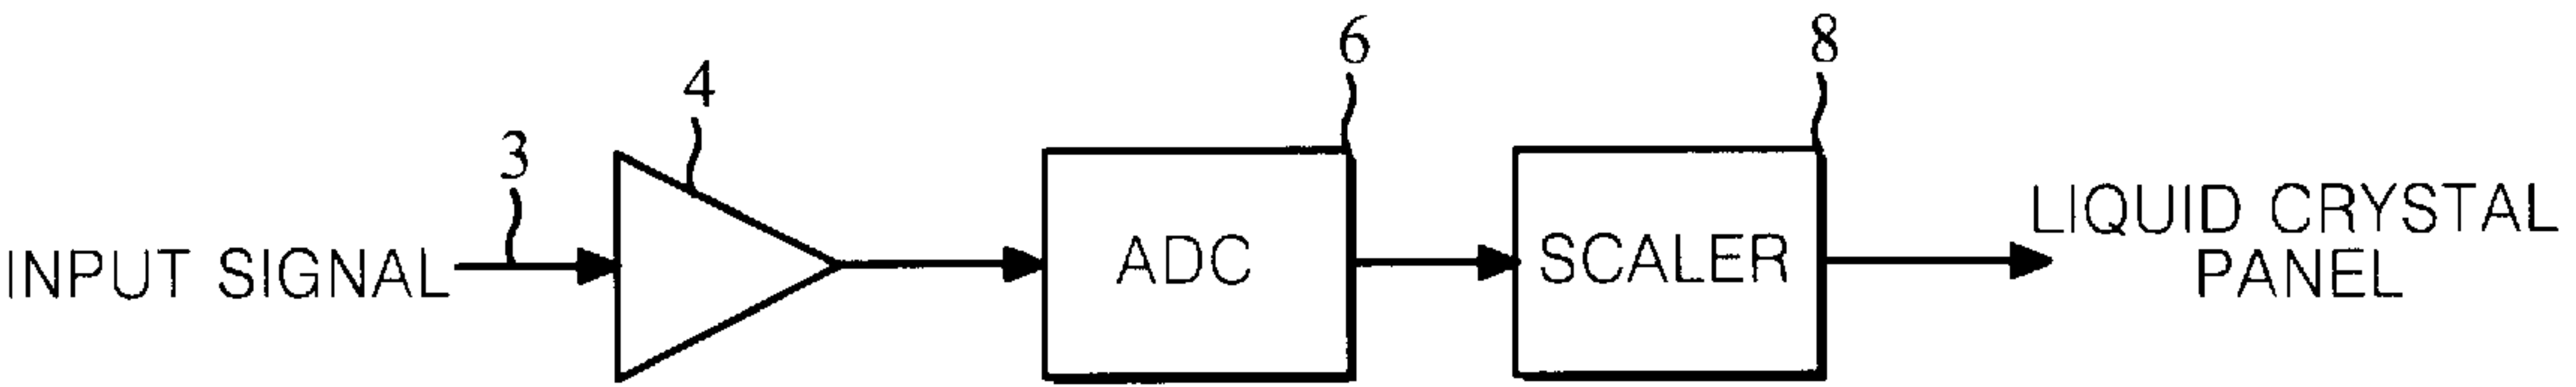 3
4
6
8
INPUT SIGNAL
ADC
SCALER
LIQUID CRYSTAL
PANEL